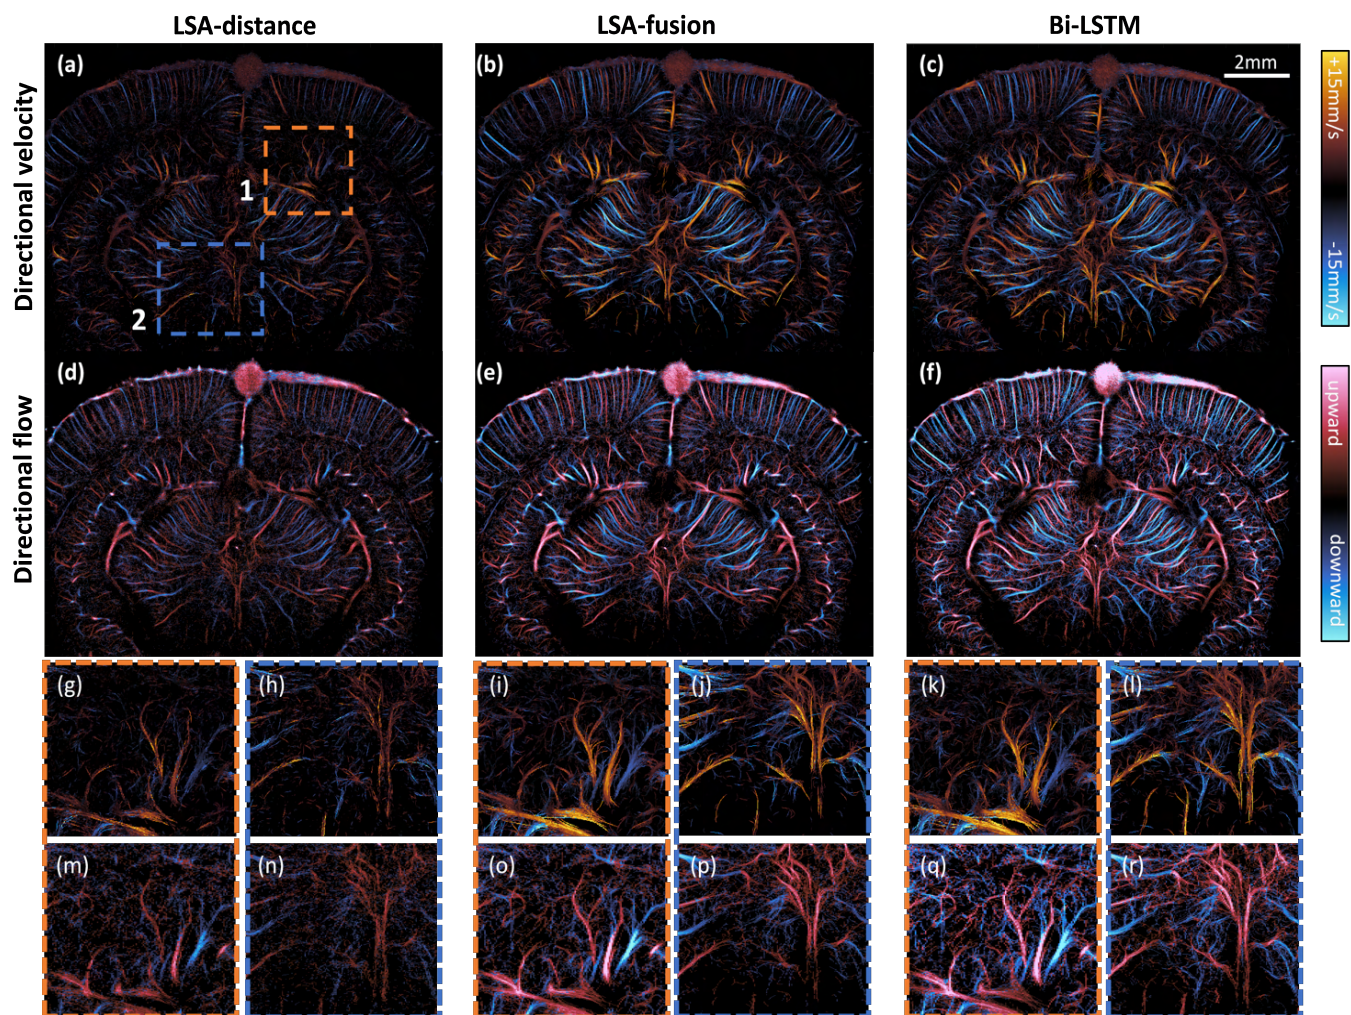 LSA-distance
LSA-fusion
Bi-LSTM
Directional velocity
(a)
(b)
(c)
2mm
+15mm/s
-15mm/s
1
2
Directional flow
(d)
(e)
(f)
upward
downward
(g)
(h)
(i)
(j)
(k)
(l)
(m)
(n)
(o)
(p)
(q)
(r)